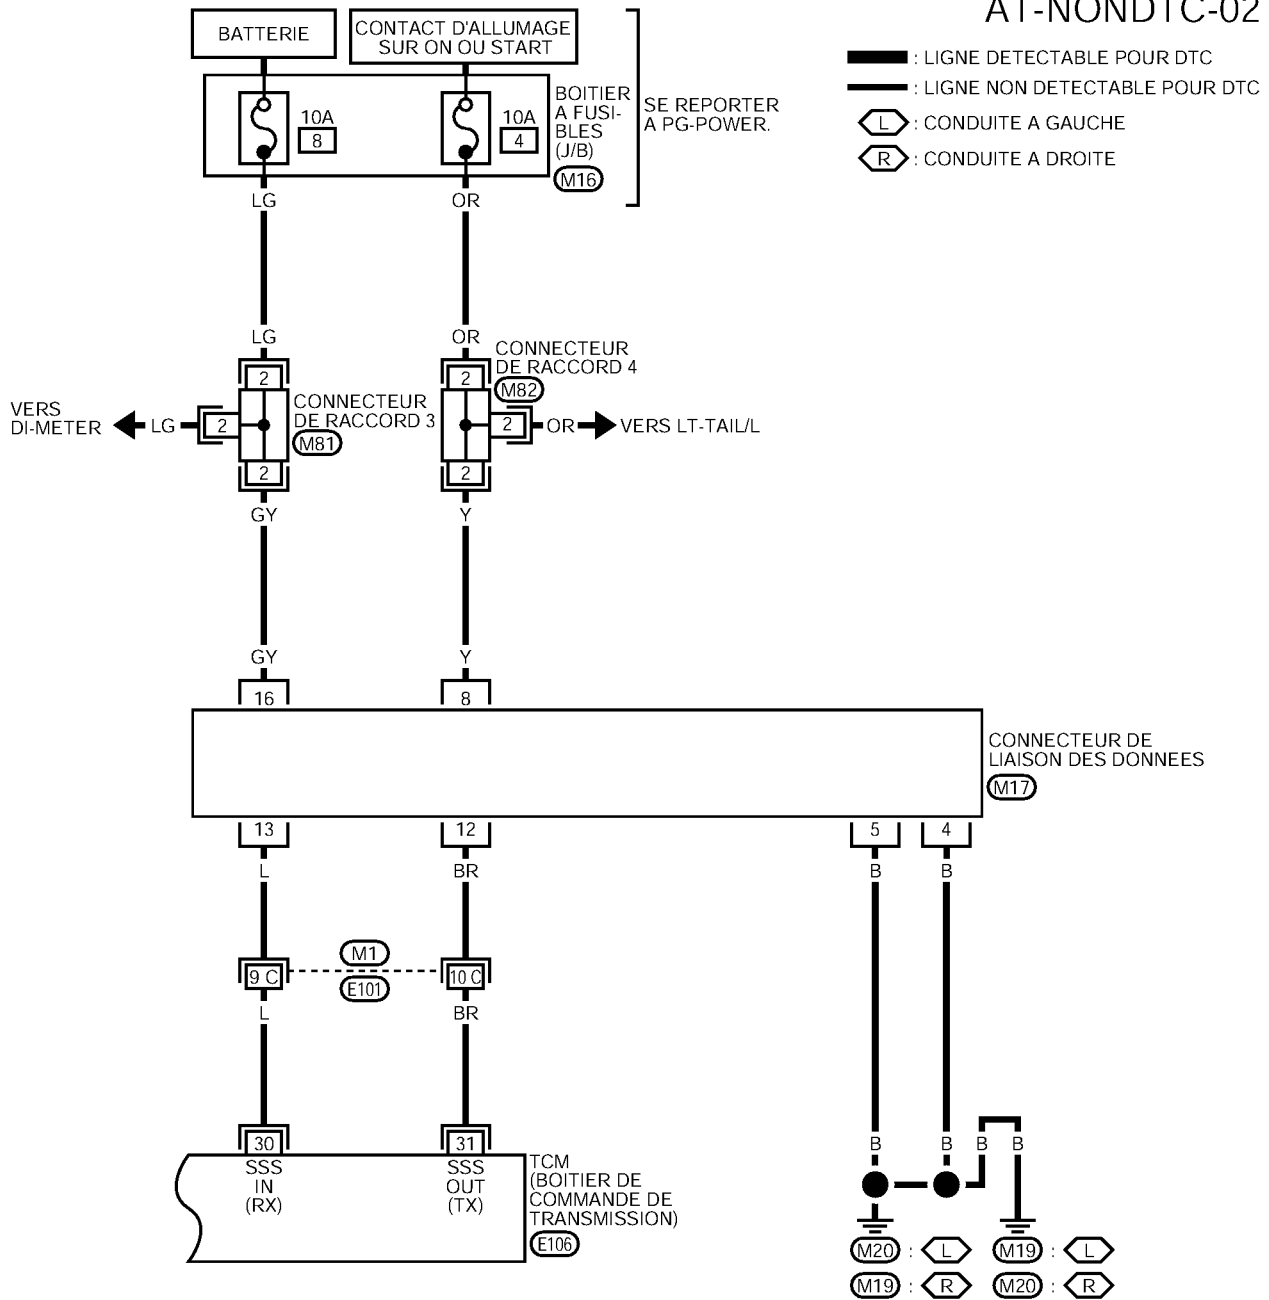 AT-NONDTC-02
BATTERIE
CONTACT D'ALLUMAGE
SUR ON OU START
: LIGNE DETECTABLE POUR DTC
: LIGNE NON DETECTABLE POUR DTC
L : CONDUITE A GAUCHE
R : CONDUITE A DROITE
10A
8
10A
4
BOITIER
A FUSI-
BLES
(J/B)
M16
SE REPORTER
A PG-POWER.
LG
OR
LG
OR
CONNECTEUR
DE RACCORD 4
M82
2
2
VERS
DI-METER
LG
2
CONNECTEUR
DE RACCORD 3
M81
2
OR
VERS LT-TAIL/L
2
2
GY
Y
GY
Y
16
8
CONNECTEUR DE
LIAISON DES DONNEES
M17
13
12
5
4
L
BR
B
B
M1
9 C
10 C
E101
L
BR
B
B
B
B
30
31
SSS
IN
(RX)
SSS
OUT
(TX)
TCM
(BOITIER DE
COMMANDE DE
TRANSMISSION)
E106
M20 : L
M19 : L
M19 : R
M20 : R